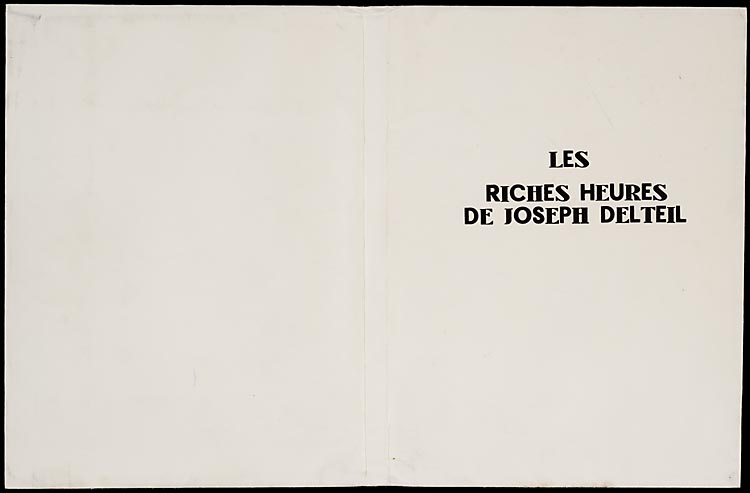 LES
RICHES HEURES
DE JOSEPH DELTEIL